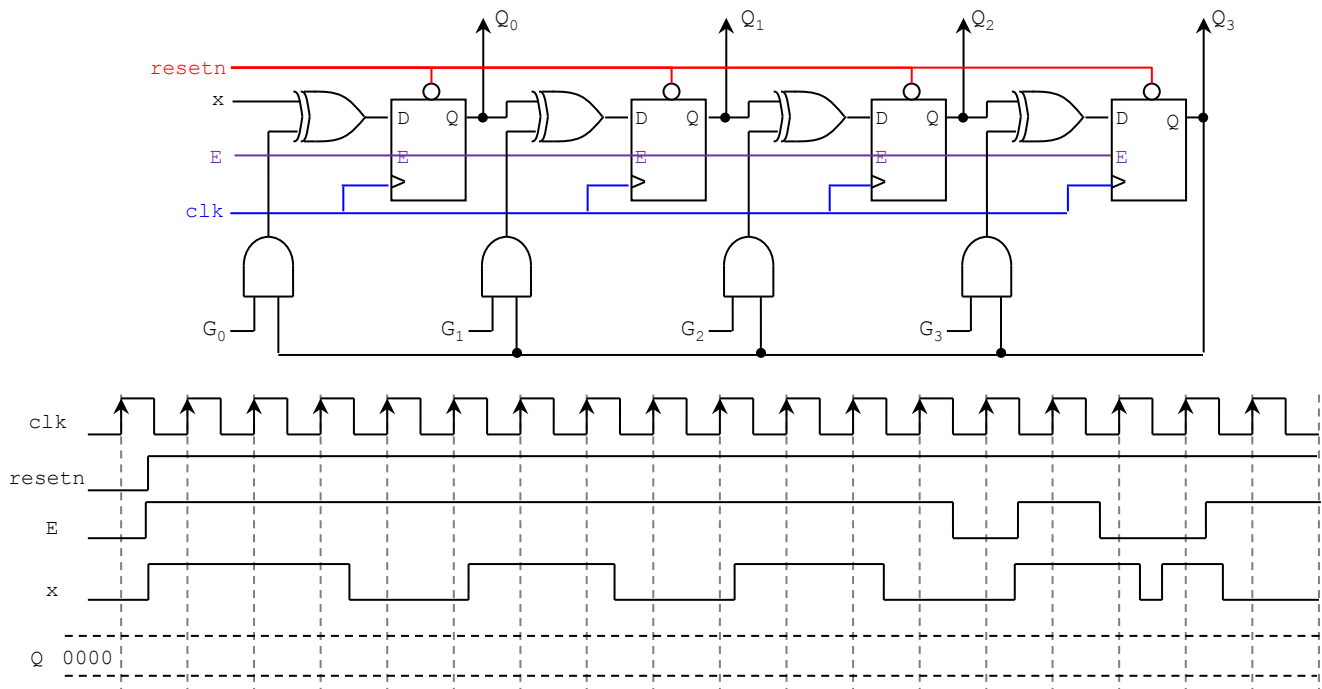 Q0 Q1 Q2 Q3
resetn
x
D Q D Q D Q D Q
E E E E E
clk
G0 G1 G2 G3
clk
resetn
E
x
Q 0000